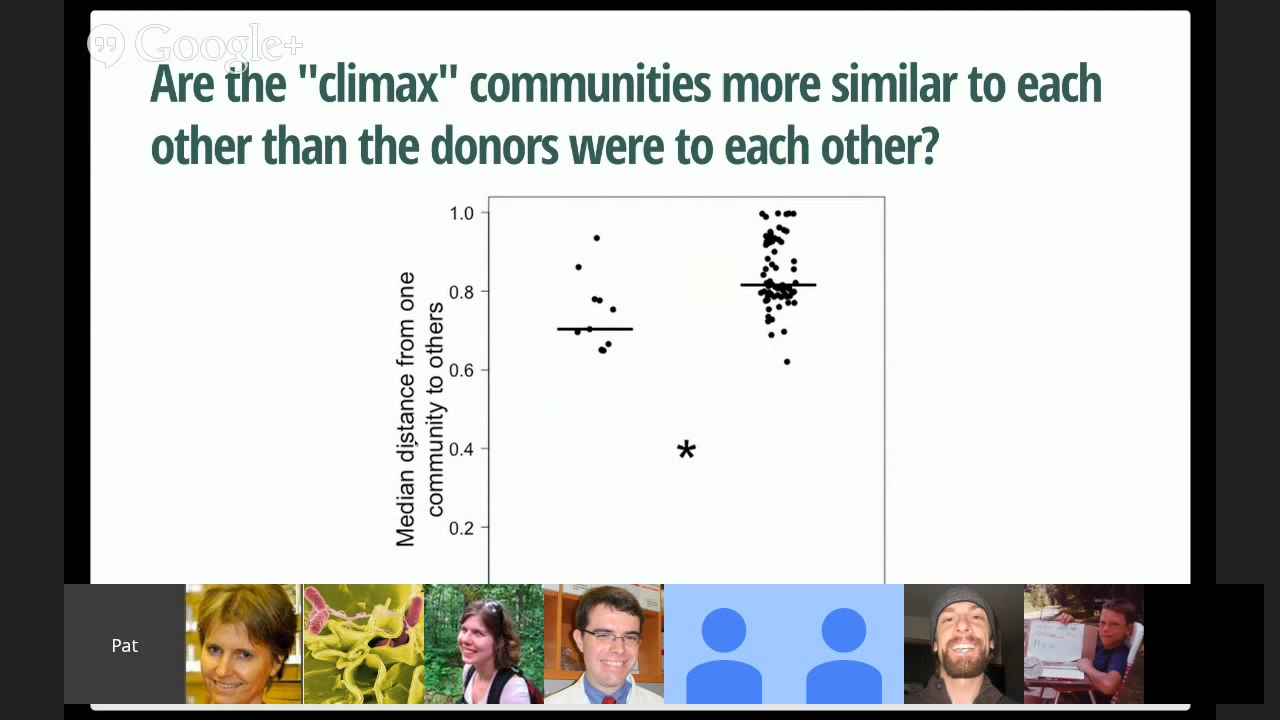 Google+
Are the "climax" communities more similar to each
other than the donors were to each other?
Median distance from one
community to others
1.0
0.8
0.6
0.4
0.2
*
Pat